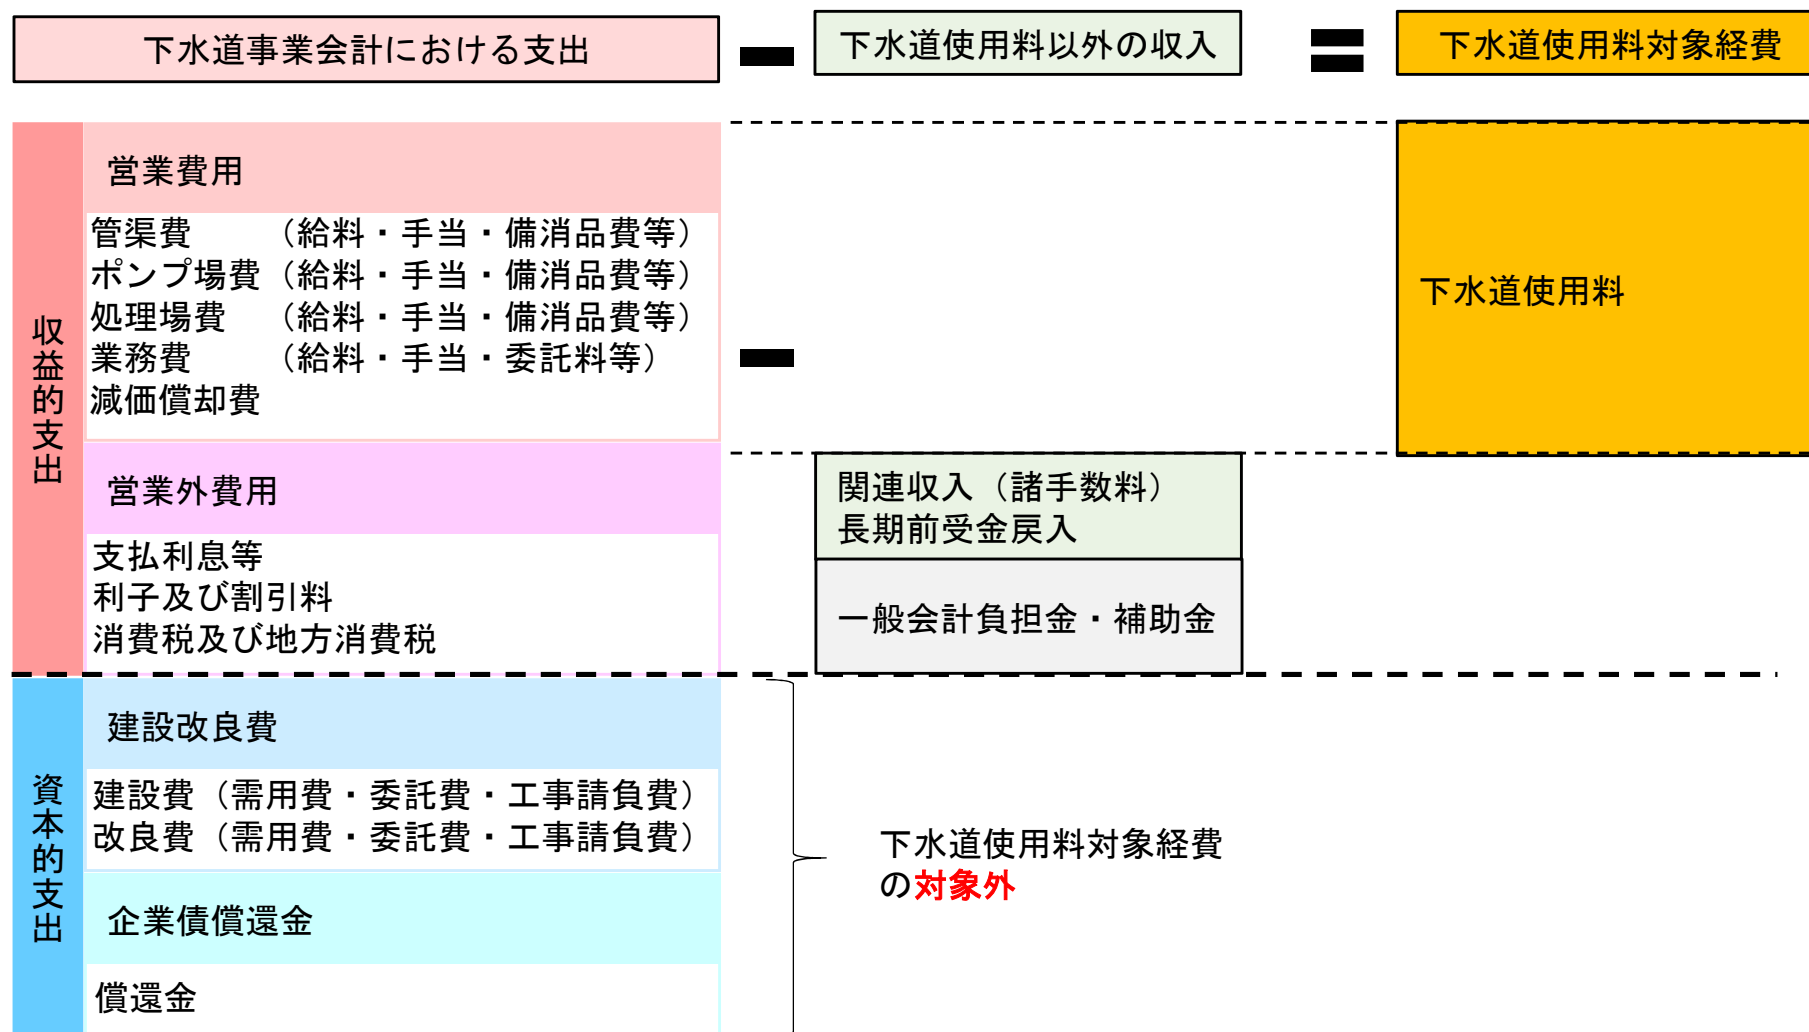 下水道事業会計における支出
下水道使用料以外の収入
下水道使用料対象経費
収益的支出
営業費用
管渠費　　（給料・手当・備消品費等）
ポンプ場費（給料・手当・備消品費等）
処理場費　（給料・手当・備消品費等）
業務費　　（給料・手当・委託料等）
減価償却費
下水道使用料
営業外費用
支払利息等
利子及び割引料
消費税及び地方消費税
関連収入（諸手数料）
長期前受金戻入
一般会計負担金・補助金
資本的支出
建設改良費
建設費（需用費・委託費・工事請負費）
改良費（需用費・委託費・工事請負費）
企業債償還金
償還金
下水道使用料対象経費
の対象外